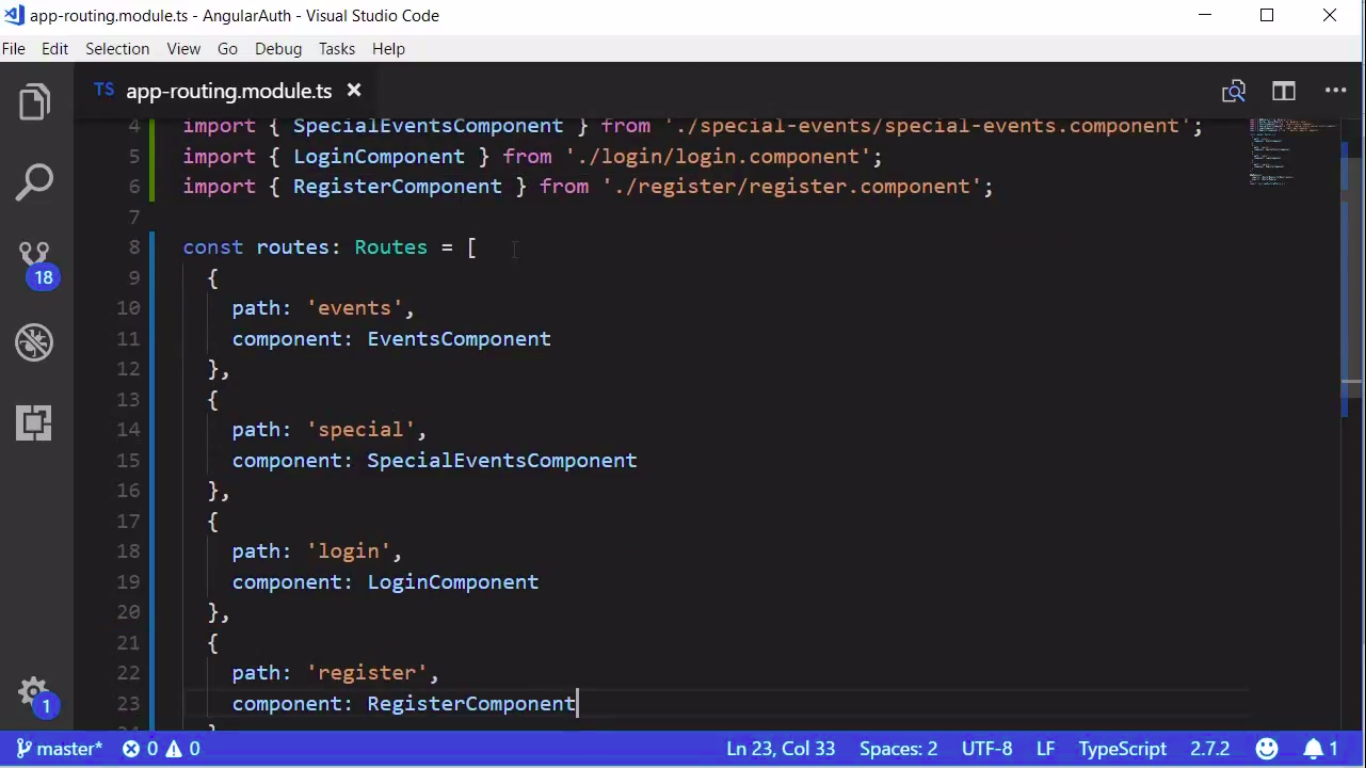 app-routing.module.ts - AngularAuth - Visual Studio Code
File Edit Selection View Go Debug Tasks Help
TS app-routing.module.ts
4 import { SpecialEventsComponent } from './special-events/special-events.component';
5 import { LoginComponent } from './login/login.component';
6 import { RegisterComponent } from './register/register.component';
7
8 const routes: Routes = [
9 {
10 path: 'events',
11 component: EventsComponent
12 },
13 {
14 path: 'special',
15 component: SpecialEventsComponent
16 },
17 {
18 path: 'login',
19 component: LoginComponent
20 },
21 {
22 path: 'register',
23 component: RegisterComponent
18
1
master* 0 0 Ln 23, Col 33 Spaces: 2 UTF-8 LF TypeScript 2.7.2 1